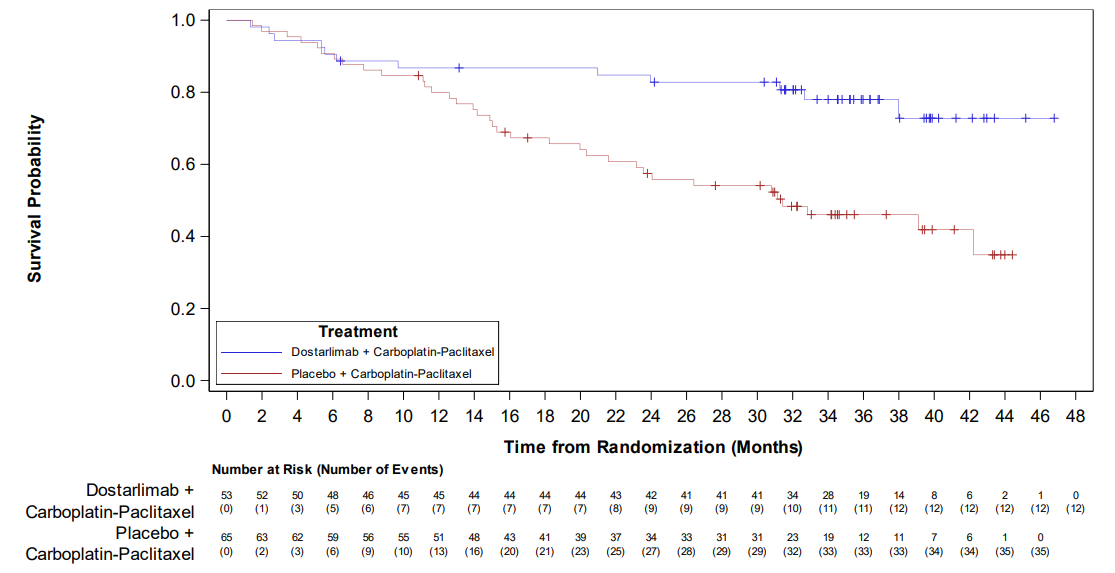 1.0
0.8
0.6
0.4
0.2
0.0
Survival Probability
Treatment
Dostarlimab + Carboplatin-Paclitaxel
Placebo + Carboplatin-Paclitaxel
0 2 4 6 8 10 12 14 16 18 20 22 24 26 28 30 32 34 36 38 40 42 44 46 48
Time from Randomization (Months)
Number at Risk (Number of Events)
Dostarlimab + 53 52 50 48 46 45 45 44 44 44 44 43 42 41 41 41 34 28 19 14 8 6 2 1 0
Carboplatin-Paclitaxel (0) (1) (3) (5) (6) (7) (7) (7) (7) (7) (7) (8) (9) (9) (9) (9) (10) (11) (11) (12) (12) (12) (12) (12) (12)
Placebo + 65 63 62 59 56 55 51 48 43 41 39 37 34 33 31 31 23 19 12 11 7 6 1 0
Carboplatin-Paclitaxel (0) (2) (3) (6) (9) (10) (13) (16) (20) (21) (23) (25) (27) (28) (29) (29) (32) (33) (33) (33) (34) (34) (35) (35)